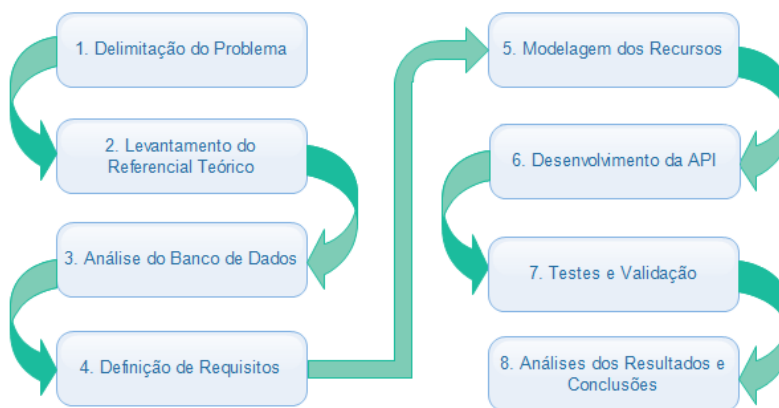 1. Delimitação do Problema
2. Levantamento do
Referencial Teórico
3. Análise do Banco de Dados
4. Definição de Requisitos
5. Modelagem dos Recursos
6. Desenvolvimento da API
7. Testes e Validação
8. Análises dos Resultados e
Conclusões